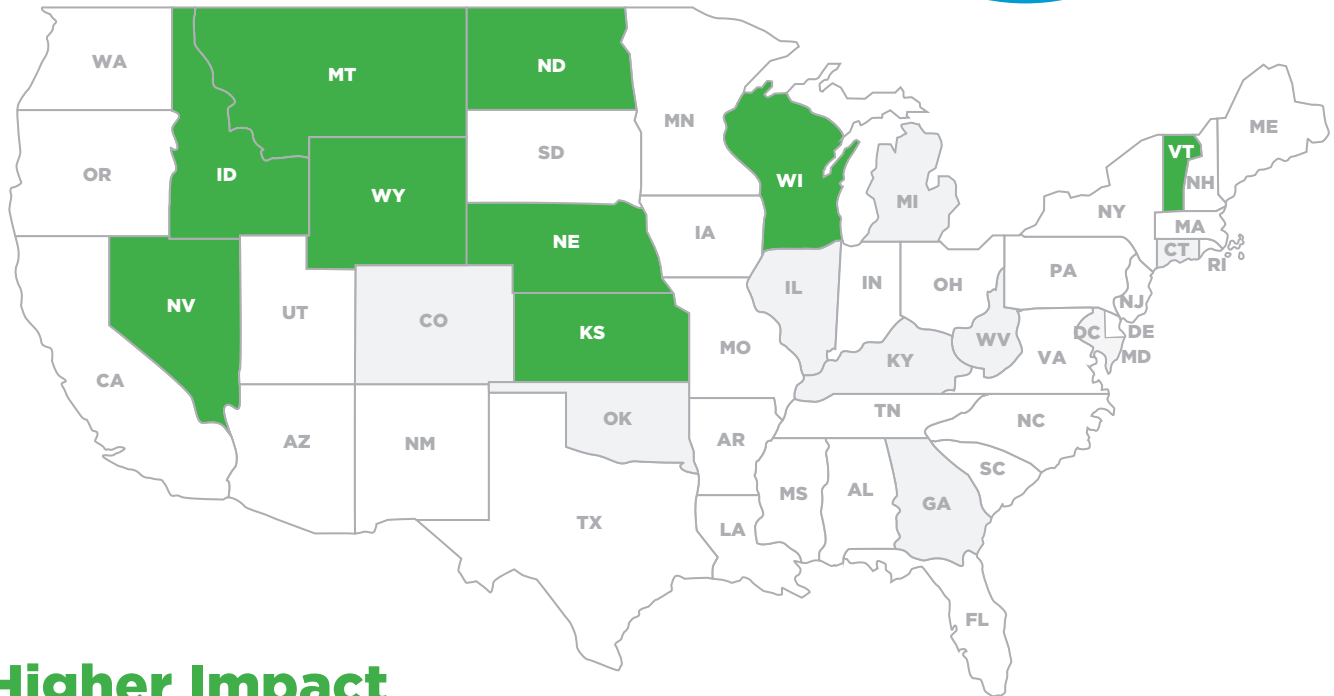 WA
MT
ND
MN
ME
OR
ID
SD
VT
WY
WI
NH
MI
NY
NE
IA
MA
CT
RI
NV
UT
CO
IL
IN
OH
PA
NJ
KS
MO
KY
WV
DC
DE
VA
MD
CA
AZ
NM
OK
AR
TN
NC
SC
MS
AL
GA
TX
LA
FL
Higher Impact